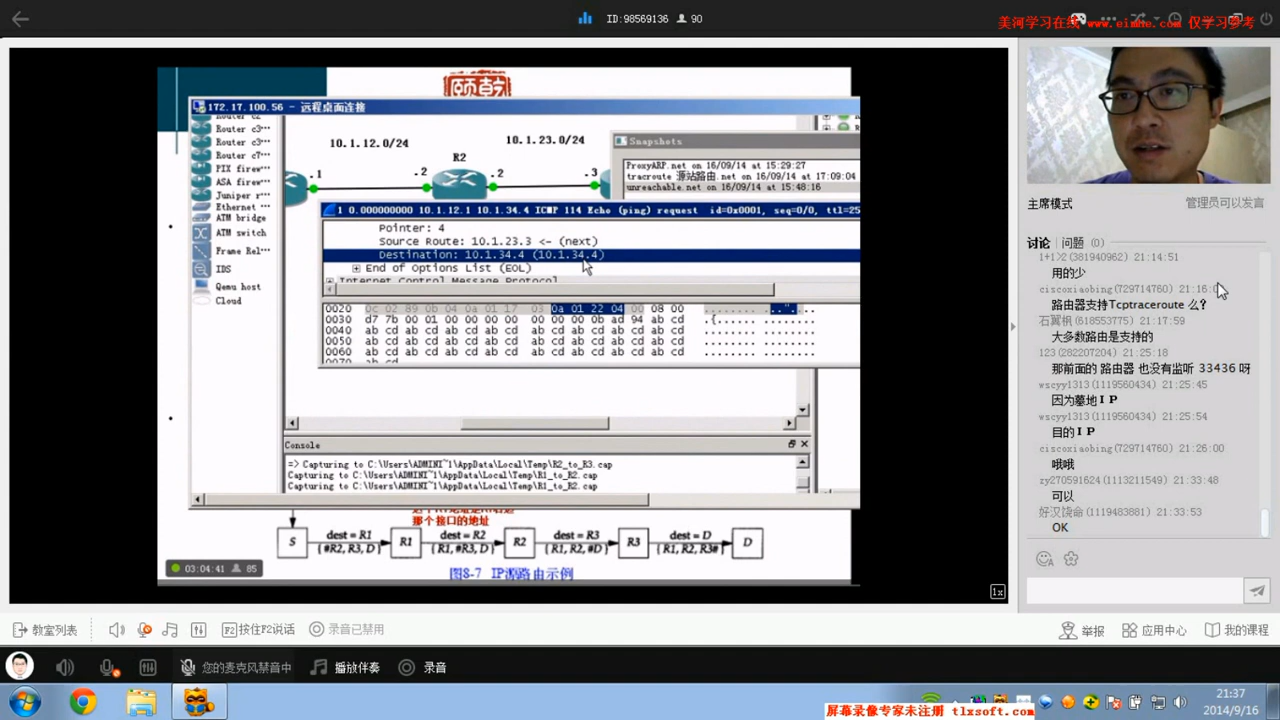 ID:98569136 90
美河学习在线 www.eimhe.com 仅学习参考
颐乾
172.17.100.56 - 远程桌面连接
Router c2
Router c3…
Router c3…
Router c7…
PIX firew…
ASA firew…
Juniper r…
Ethernet …
ATM bridge
ATM switch
Frame Rel…
IDS
Qemu host
Cloud
10.1.12.0/24
10.1.23.0/24
R2
.1
.2
.2
.3
Snapshots
ProxyARP.net on 16/09/14 at 15:29:27
tracroute 源站路由.net on 16/09/14 at 17:09:04
unreachable.net on 16/09/14 at 15:48:16
1 0.000000000 10.1.12.1 10.1.34.4 ICMP 114 Echo (ping) request id=0x0001, seq=0/0, ttl=25
Pointer: 4
Source Route: 10.1.23.3 <- (next)
Destination: 10.1.34.4 (10.1.34.4)
End of Options List (EOL)
Internet Control Message Protocol
0020 0c 02 89 0b 04 0a 01 17 03 0a 01 22 04 00 08 00
0030 d7 7b 00 01 00 00 00 00 00 0b ad 94 ab cd
0040 ab cd ab cd ab cd ab cd ab cd ab cd ab cd
0050 ab cd ab cd ab cd ab cd ab cd ab cd ab cd
0060 ab cd ab cd ab cd ab cd ab cd ab cd ab cd
Console
=> Capturing to C:\Users\ADMINI~1\AppData\Local\Temp\R2_to_R3.cap
Capturing to C:\Users\ADMINI~1\AppData\Local\Temp\R1_to_R2.cap
Capturing to C:\Users\ADMINI~1\AppData\Local\Temp\R1_to_R2.cap
那个接口的地址
S
dest = R1
{#R2, R3, D}
R1
dest = R2
{R1, #R3, D}
R2
dest = R3
{R1, R2, #D}
R3
dest = D
{R1, R2, R3#}
D
图8-7 IP源路由示例
03:04:41 85
1x
主席模式 管理员可以发言
讨论 问题 (0)
1+1>2 (381940962) 21:14:51
用的少
ciscoxiaobing(729714760) 21:16:0
路由器支持Tcptraceroute 么?
石翼帆(618553775) 21:17:59
大多数路由是支持的
123(282207204) 21:25:18
那前面的 路由器 也没有监听 33436 呀
wscyy1313(1119560434) 21:25:45
因为墓地ＩＰ
wscyy1313(1119560434) 21:25:54
目的ＩＰ
ciscoxiaobing(729714760) 21:26:00
哦哦
zy270591624(1113211549) 21:33:48
可以
好汉饶命(1119483881) 21:33:53
OK
教室列表 F2 按住F2说话 录音已禁用
举报 应用中心 我的课程
您的麦克风禁音中 播放伴奏 录音
21:37
2014/9/16
屏幕录像专家未注册 tlxsoft.com